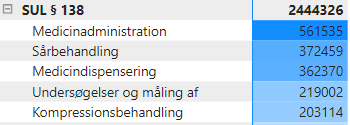 SUL § 138 2444326
Medicinadministration 561535
Sårbehandling 372459
Medicindispensering 362370
Undersøgelser og måling af 219002
Kompressionsbehandling 203114